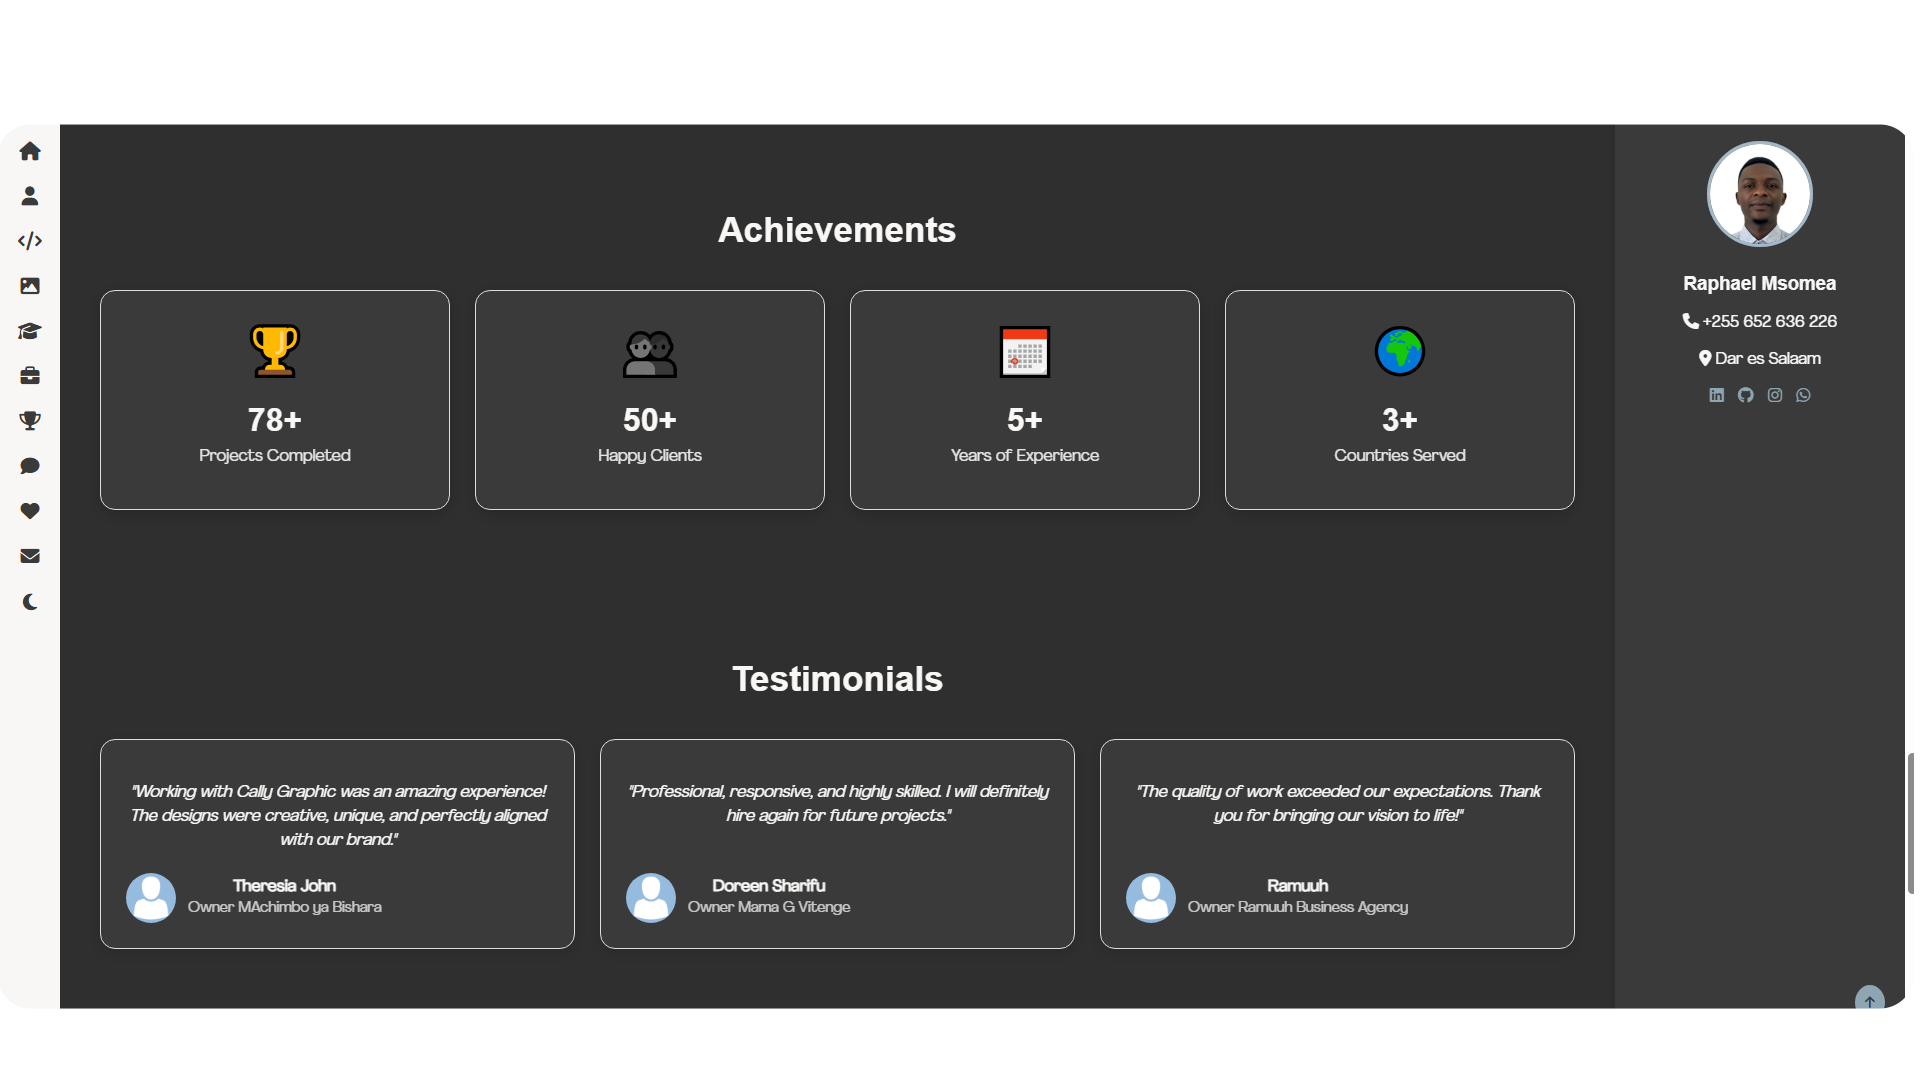 Achievements
78+
Projects Completed
50+
Happy Clients
5+
Years of Experience
3+
Countries Served
Testimonials
"Working with Cally Graphic was an amazing experience!
The designs were creative, unique, and perfectly aligned
with our brand."
Theresia John
Owner MAchimbo ya Bishara
"Professional, responsive, and highly skilled. I will definitely
hire again for future projects."
Doreen Sharifu
Owner Mama G Vitenge
"The quality of work exceeded our expectations. Thank
you for bringing our vision to life!"
Ramuuh
Owner Ramuuh Business Agency
Raphael Msomea
+255 652 636 226
Dar es Salaam